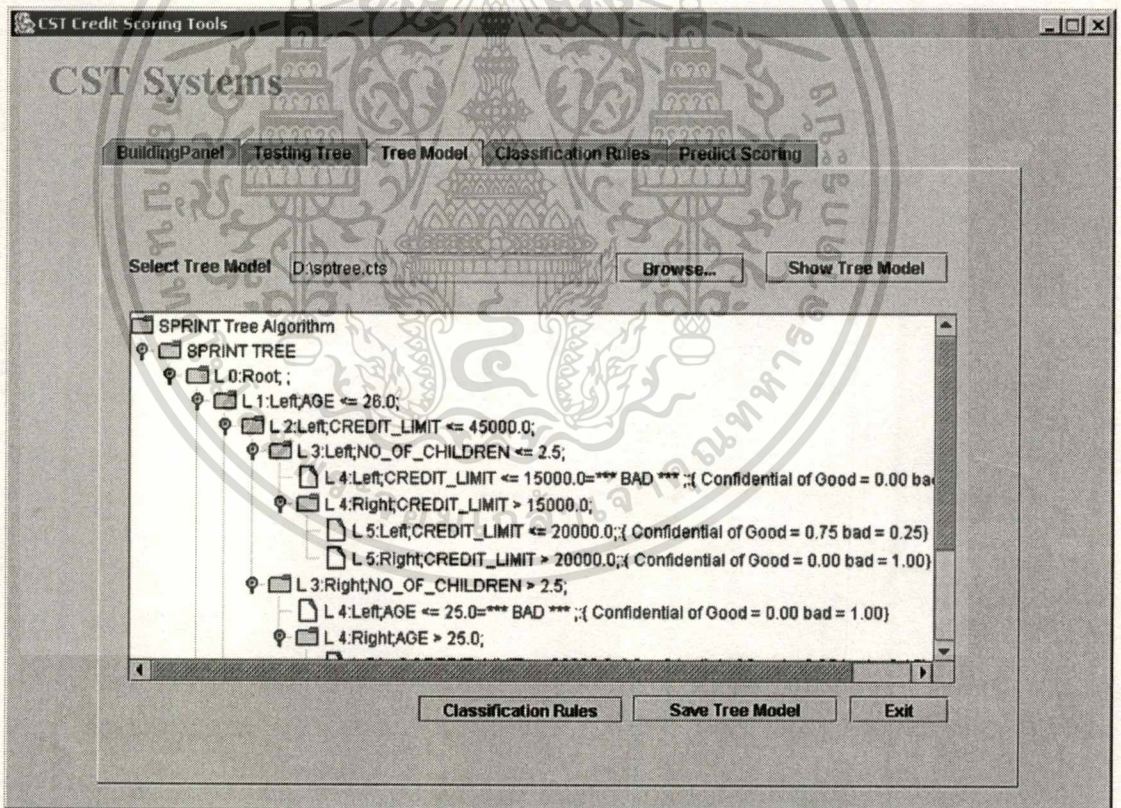 CST Credit Scoring Tools
CST Systems
BuildingPanel Testing Tree Tree Model Classification Rules Predict Scoring
Select Tree Model D:\sptree.cts Browse... Show Tree Model
SPRINT Tree Algorithm
SPRINT TREE
L 0:Root; ;
L 1:Left;AGE <= 26.0;
L 2:Left;CREDIT_LIMIT <= 45000.0;
L 3:Left;NO_OF_CHILDREN <= 2.5;
L 4:Left;CREDIT_LIMIT <= 15000.0=*** BAD *** ;:{ Confidential of Good = 0.00 ba
L 4:Right;CREDIT_LIMIT > 15000.0;
L 5:Left;CREDIT_LIMIT <= 20000.0;:{ Confidential of Good = 0.75 bad = 0.25}
L 5:Right;CREDIT_LIMIT > 20000.0;:{ Confidential of Good = 0.00 bad = 1.00}
L 3:Right;NO_OF_CHILDREN > 2.5;
L 4:Left;AGE <= 25.0=*** BAD *** ;:{ Confidential of Good = 0.00 bad = 1.00}
L 4:Right;AGE > 25.0;
Classification Rules Save Tree Model Exit